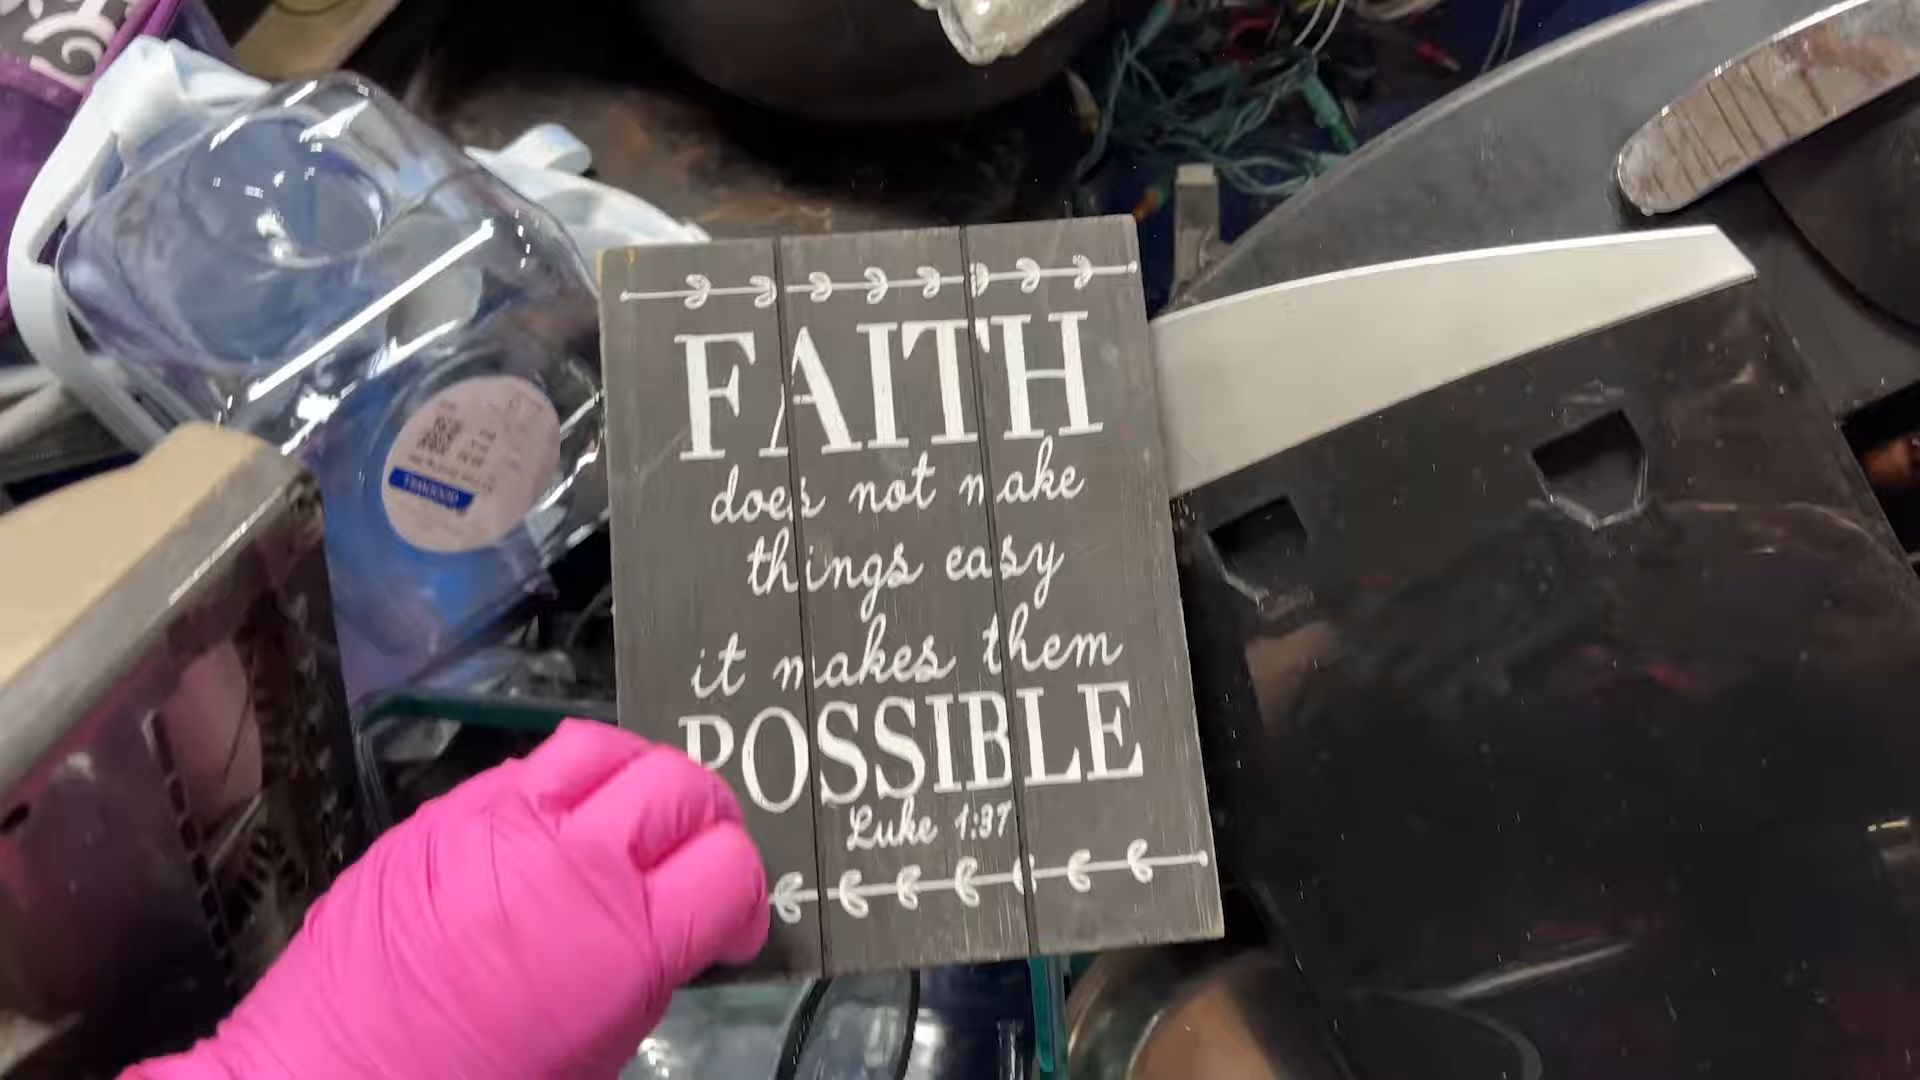 FAITH
does not make
things easy
it makes them
POSSIBLE
Luke 1:37